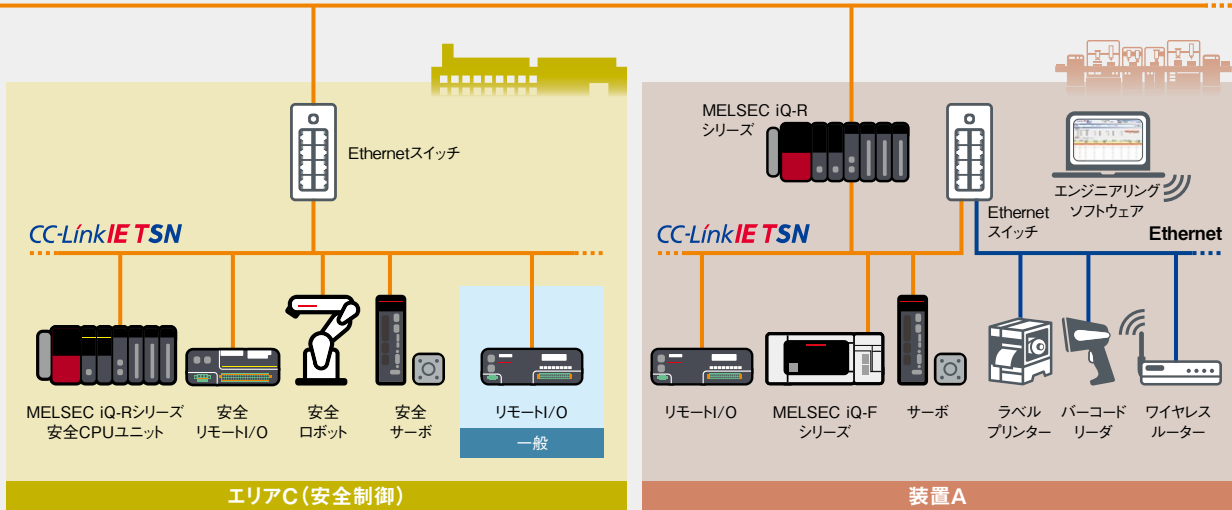 Ethernetスイッチ
CC-Link IE TSN
MELSEC iQ-Rシリーズ
安全CPUユニット
安全
リモートI/O
安全
ロボット
安全
サーボ
リモートI/O
一般
エリアC(安全制御)
MELSEC iQ-R
シリーズ
Ethernet
スイッチ
エンジニアリング
ソフトウェア
CC-Link IE TSN
Ethernet
リモートI/O
MELSEC iQ-F
シリーズ
サーボ
ラベル
プリンター
バーコード
リーダ
ワイヤレス
ルーター
装置A